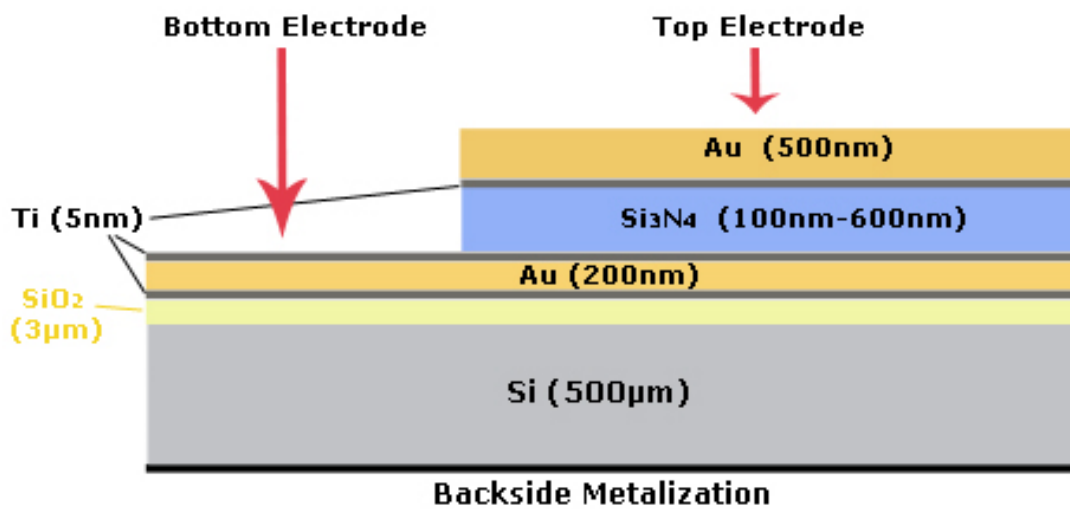 Bottom Electrode
Top Electrode
Au (500nm)
Si₃N₄ (100nm-600nm)
Ti (5nm)
Au (200nm)
SiO₂
(3μm)
Si (500μm)
Backside Metalization